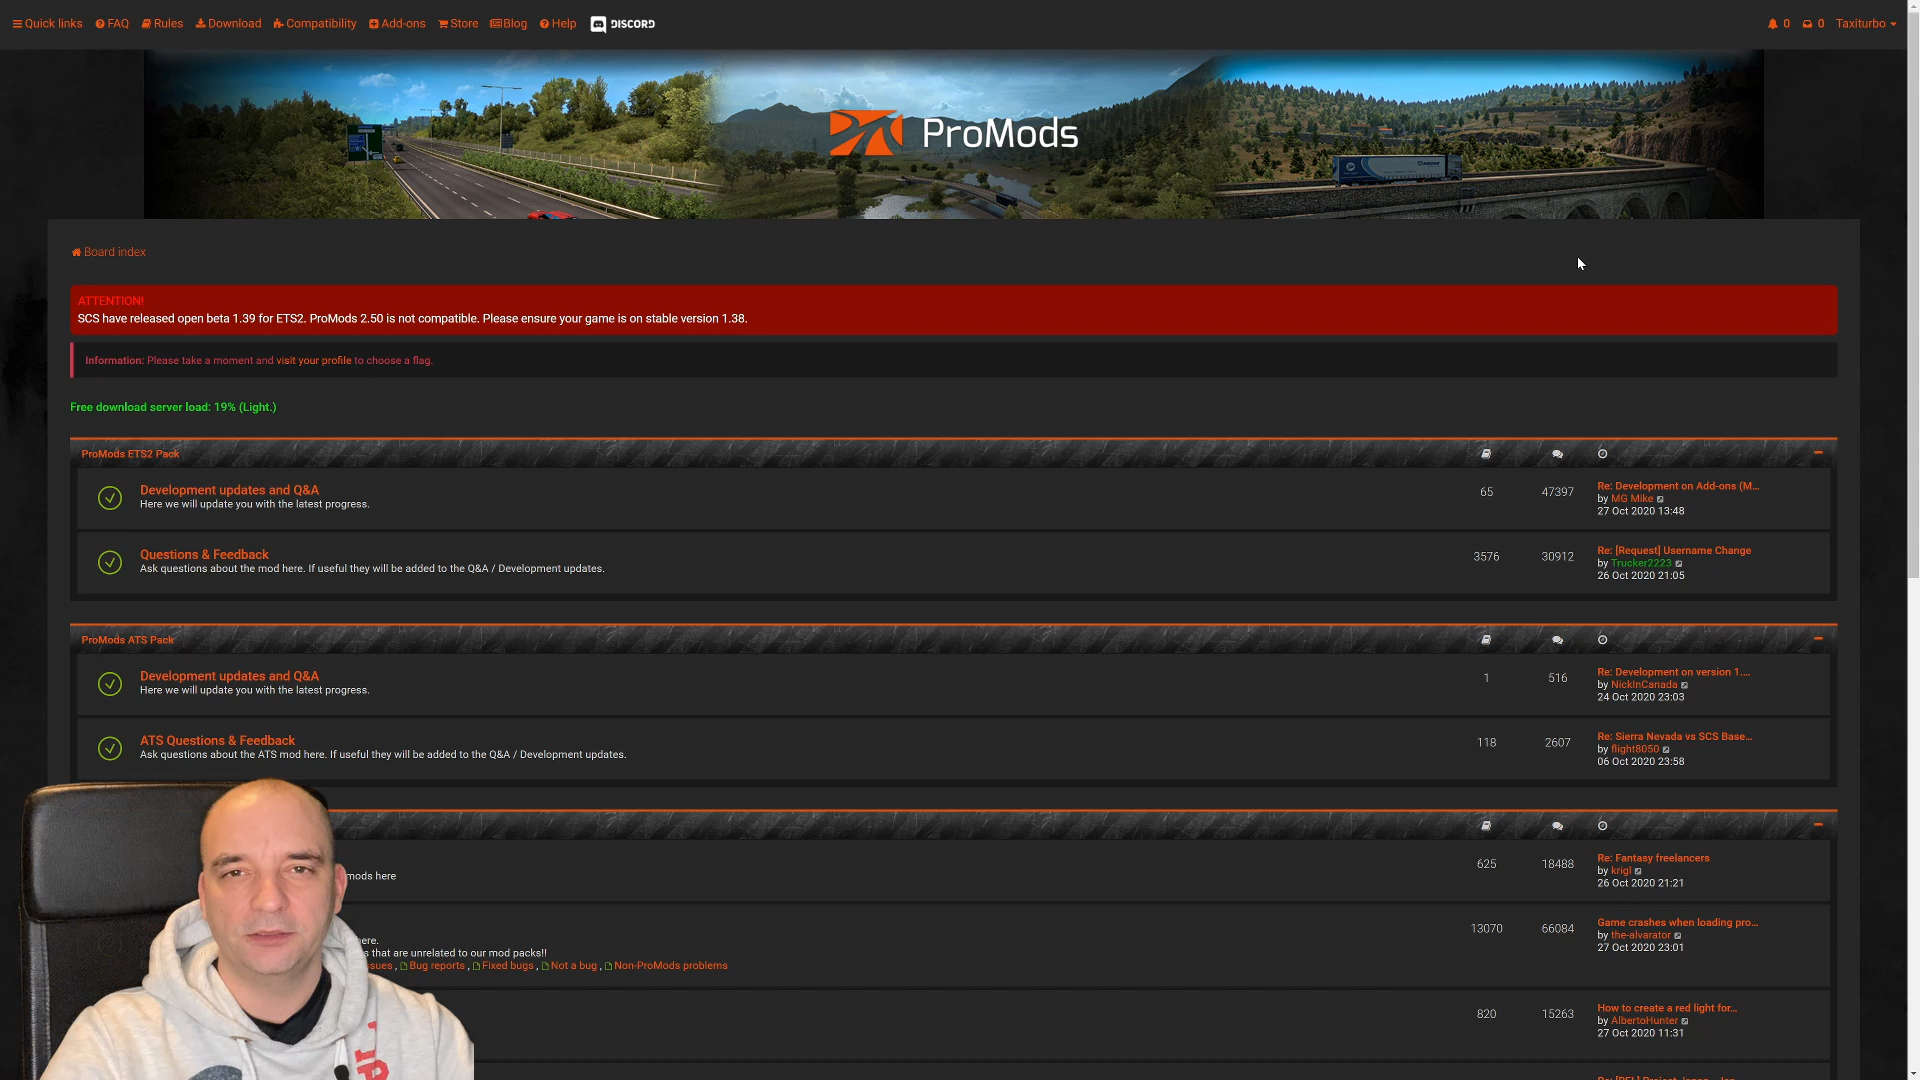 Quick links FAQ Rules Download Compatibility Add-ons Store Blog Help DISCORD 0 0 Taxiturbo
ProMods
Board index
ATTENTION!
SCS have released open beta 1.39 for ETS2. ProMods 2.50 is not compatible. Please ensure your game is on stable version 1.38.
Information: Please take a moment and visit your profile to choose a flag.
Free download server load: 19% (Light.)
ProMods ETS2 Pack
Development updates and Q&A
Here we will update you with the latest progress.
65 47397
Re: Development on Add-ons (M...
by MG Mike
27 Oct 2020 13:48
Questions & Feedback
Ask questions about the mod here. If useful they will be added to the Q&A / Development updates.
3576 30912
Re: [Request] Username Change
by Trucker2223
26 Oct 2020 21:05
ProMods ATS Pack
Development updates and Q&A
Here we will update you with the latest progress.
1 516
Re: Development on version 1....
by NickInCanada
24 Oct 2020 23:03
ATS Questions & Feedback
Ask questions about the ATS mod here. If useful they will be added to the Q&A / Development updates.
118 2607
Re: Sierra Nevada vs SCS Base...
by flight8050
06 Oct 2020 23:58
mods here
625 18488
Re: Fantasy freelancers
by krigl
26 Oct 2020 21:21
here.
s that are unrelated to our mod packs!!
ssues, Bug reports, Fixed bugs, Not a bug, Non-ProMods problems
13070 66084
Game crashes when loading pro...
by the-alvarator
27 Oct 2020 23:01
820 15263
How to create a red light for...
by AlbertoHunter
27 Oct 2020 11:31